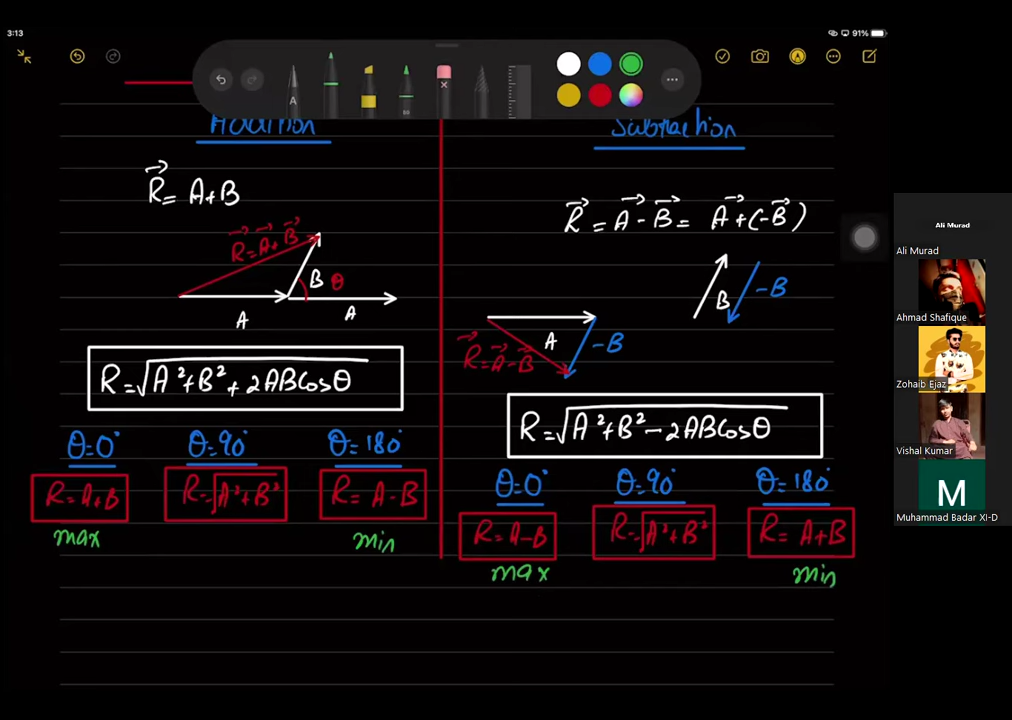 3:13
91%
A
Addition
Subtraction
R = A+B
R = A+B
B θ
A
A
R = √A²+B²+2ABCosθ
θ=0°
θ=90°
θ=180°
R=A+B
R=√A²+B²
R= A-B
max
min
R = A-B = A+(-B)
B
-B
A
-B
R=A-B
R=√A²+B²-2ABCosθ
θ=0°
θ=90°
θ=180°
R=A-B
R=√A²+B²
R= A+B
max
min
Ali Murad
Ali Murad
Ahmad Shafique
Zohaib Ejaz
Vishal Kumar
M
Muhammad Badar XI-D